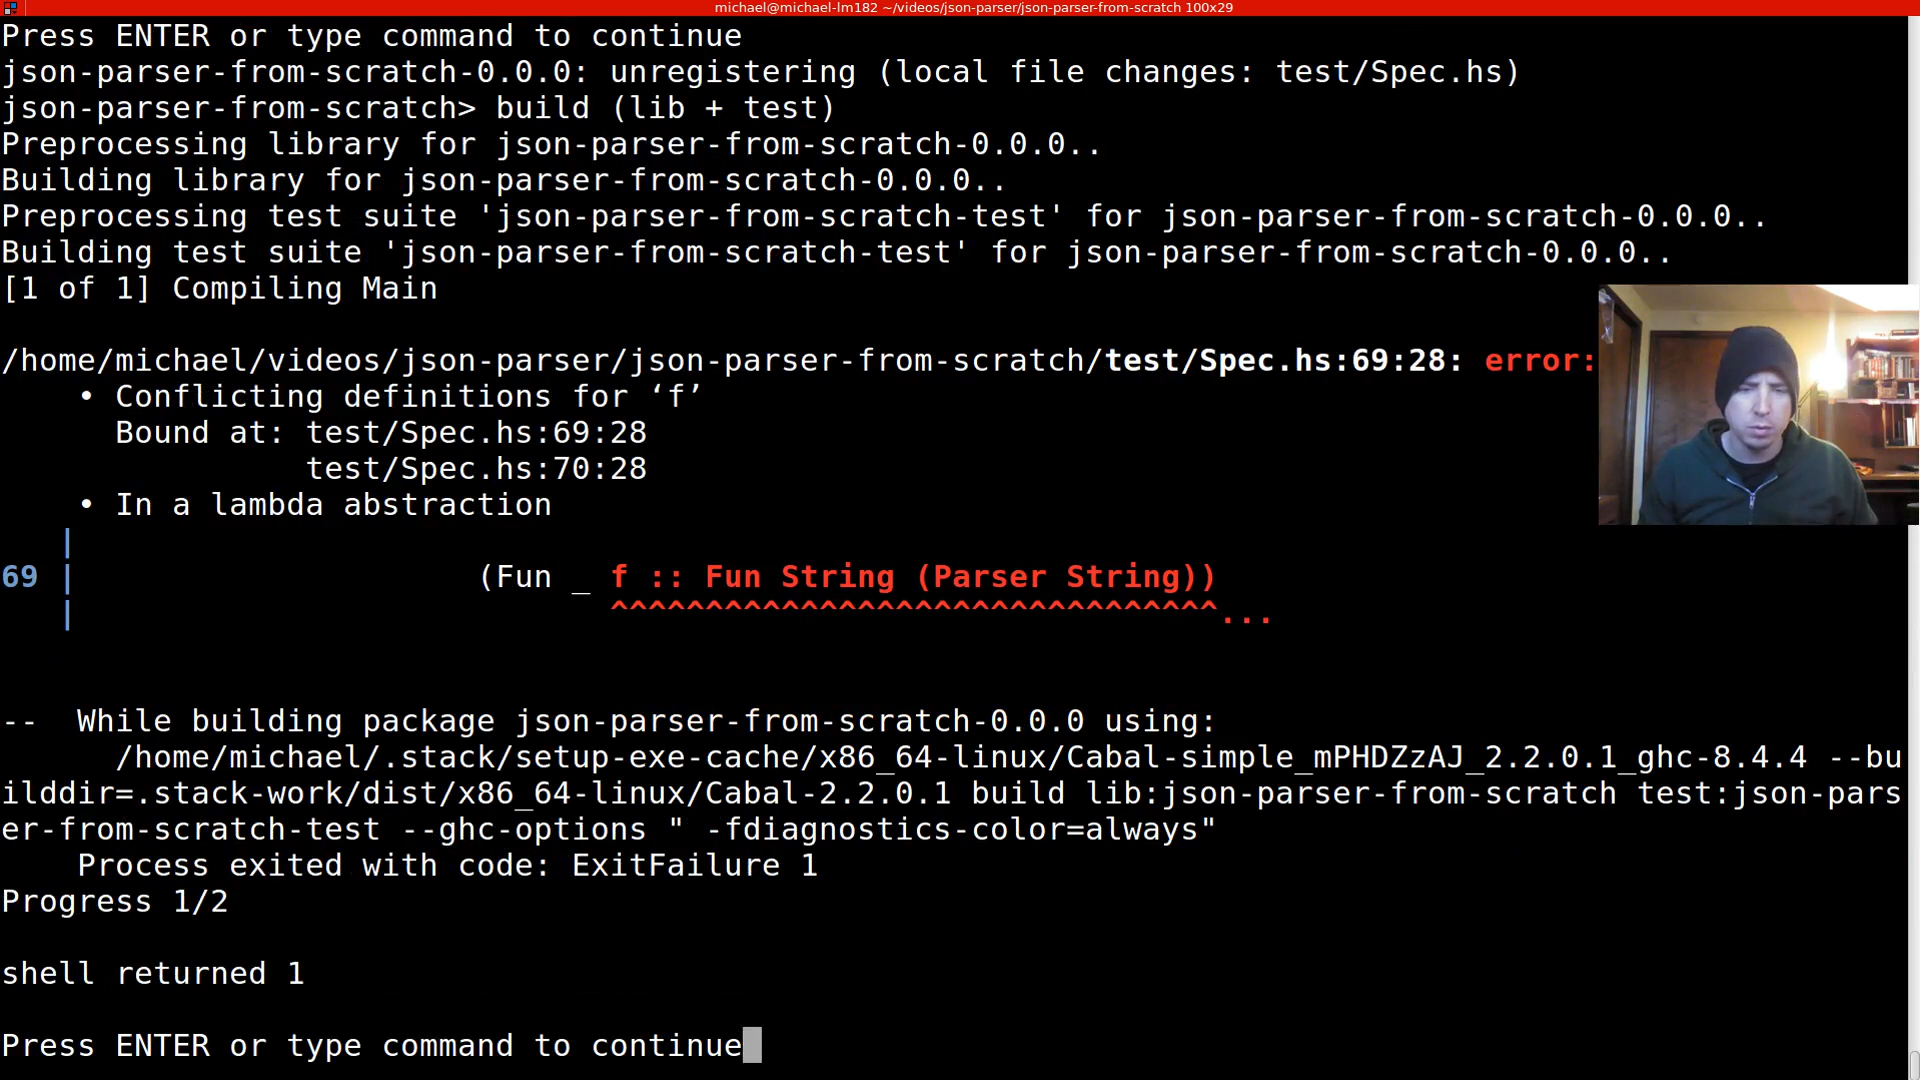 michael@michael-lm182 ~/videos/json-parser/json-parser-from-scratch 100x29
Press ENTER or type command to continue
json-parser-from-scratch-0.0.0: unregistering (local file changes: test/Spec.hs)
json-parser-from-scratch> build (lib + test)
Preprocessing library for json-parser-from-scratch-0.0.0..
Building library for json-parser-from-scratch-0.0.0..
Preprocessing test suite 'json-parser-from-scratch-test' for json-parser-from-scratch-0.0.0..
Building test suite 'json-parser-from-scratch-test' for json-parser-from-scratch-0.0.0..
[1 of 1] Compiling Main
/home/michael/videos/json-parser/json-parser-from-scratch/test/Spec.hs:69:28: error:
• Conflicting definitions for ‘f’
Bound at: test/Spec.hs:69:28
test/Spec.hs:70:28
• In a lambda abstraction
|
69 | (Fun _ f :: Fun String (Parser String))
| ^^^^^^^^^^^^^^^^^^^^^^^^^^^^^^^^...
-- While building package json-parser-from-scratch-0.0.0 using:
/home/michael/.stack/setup-exe-cache/x86_64-linux/Cabal-simple_mPHDZzAJ_2.2.0.1_ghc-8.4.4 --bu
ilddir=.stack-work/dist/x86_64-linux/Cabal-2.2.0.1 build lib:json-parser-from-scratch test:json-pars
er-from-scratch-test --ghc-options " -fdiagnostics-color=always"
Process exited with code: ExitFailure 1
Progress 1/2
shell returned 1
Press ENTER or type command to continue